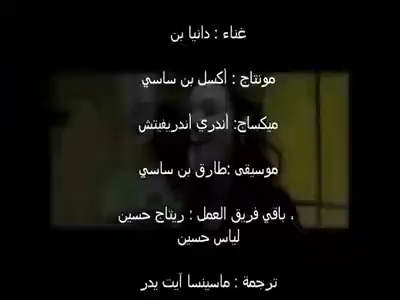 غناء : دانيا بن
مونتاج : أكسل بن ساسي
ميكساج: أندري أندريفيتش
موسيقى :طارق بن ساسي
، باقي فريق العمل : ريتاج حسين
لياس حسين
ترجمة : ماسينسا آيت يدر